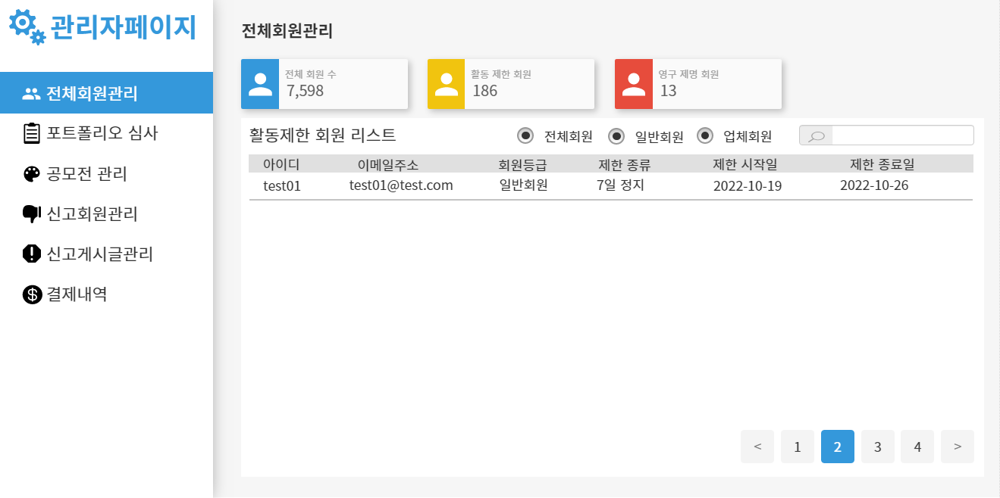 관리자페이지
전체회원관리
포트폴리오 심사
공모전 관리
신고회원관리
신고게시글관리
결제내역
전체회원관리
전체 회원 수
7,598
활동 제한 회원
186
영구 제명 회원
13
활동제한 회원 리스트 전체회원 일반회원 업체회원
아이디 이메일주소 회원등급 제한 종류 제한 시작일 제한 종료일
test01 test01@test.com 일반회원 7일 정지 2022-10-19 2022-10-26
< 1 2 3 4 >